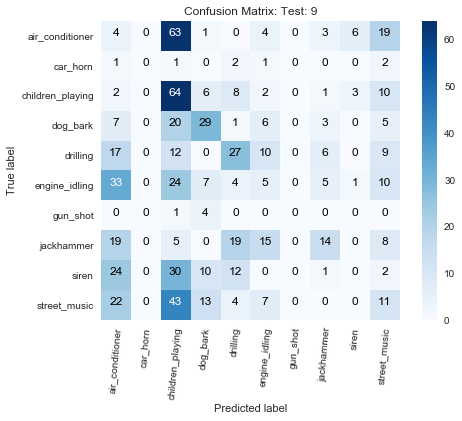 Confusion Matrix: Test: 9
True label
air_conditioner 4 0 63 1 0 4 0 3 6 19
car_horn 1 0 1 0 2 1 0 0 0 2
children_playing 2 0 64 6 8 2 0 1 3 10
dog_bark 7 0 20 29 1 6 0 3 0 5
drilling 17 0 12 0 27 10 0 6 0 9
engine_idling 33 0 24 7 4 5 0 5 1 10
gun_shot 0 0 1 4 0 0 0 0 0 0
jackhammer 19 0 5 0 19 15 0 14 0 8
siren 24 0 30 10 12 0 0 1 0 2
street_music 22 0 43 13 4 7 0 0 0 11
air_conditioner
car_horn
children_playing
dog_bark
drilling
engine_idling
gun_shot
jackhammer
siren
street_music
Predicted label
60
50
40
30
20
10
0